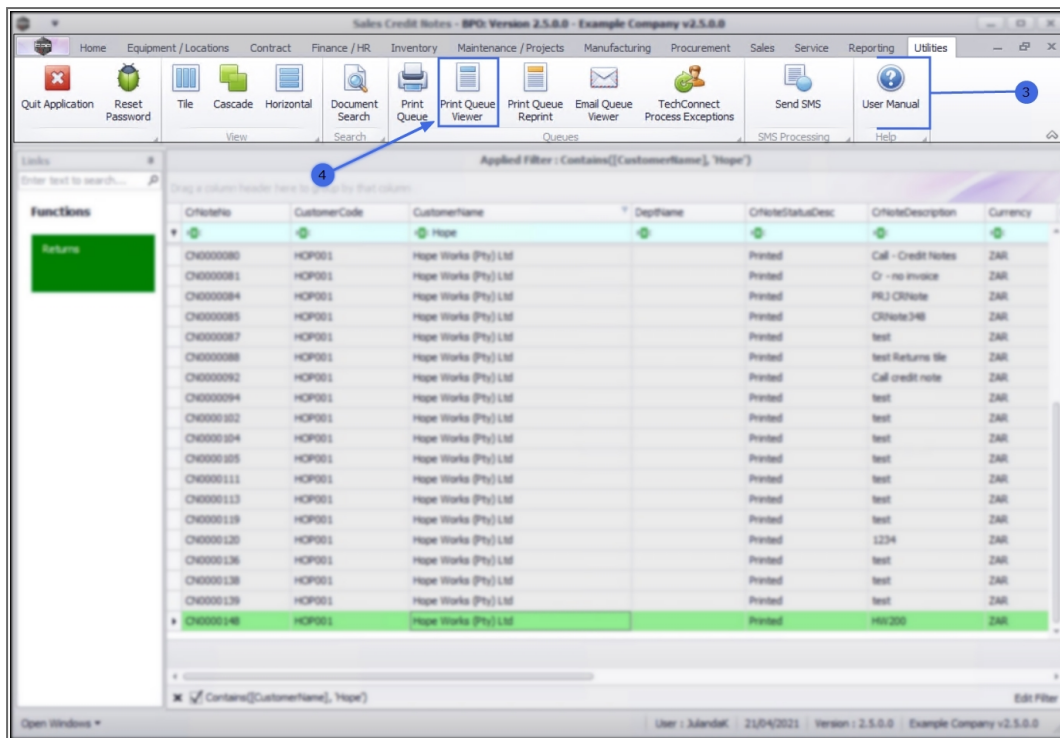 Sales Credit Notes - BPO: Version 2.5.0.0 - Example Company v2.5.0.0
Home Equipment / Locations Contract Finance / HR Inventory Maintenance / Projects Manufacturing Procurement Sales Service Reporting Utilities
Quit Application Reset Password Tile Cascade Horizontal Document Search Print Queue Print Queue Viewer Print Queue Reprint Email Queue Viewer TechConnect Process Exceptions Send SMS User Manual 3
View Search Queues SMS Processing Help
4
Links Applied Filter : Contains([CustomerName], 'Hope')
Enter text to search... Drag a column header here to group by that column
Functions CrNoteNo CustomerCode CustomerName DeptName CrNoteStatusDesc CrNoteDescription Currency
Hope
Returns CN0000080 HOP001 Hope Works (Pty) Ltd Printed Call - Credit Notes ZAR
CN0000081 HOP001 Hope Works (Pty) Ltd Printed Cr - no invoice ZAR
CN0000084 HOP001 Hope Works (Pty) Ltd Printed PRJ CRNote ZAR
CN0000085 HOP001 Hope Works (Pty) Ltd Printed CRNote348 ZAR
CN0000087 HOP001 Hope Works (Pty) Ltd Printed test ZAR
CN0000088 HOP001 Hope Works (Pty) Ltd Printed test Returns tile ZAR
CN0000092 HOP001 Hope Works (Pty) Ltd Printed Call credit note ZAR
CN0000094 HOP001 Hope Works (Pty) Ltd Printed test ZAR
CN0000102 HOP001 Hope Works (Pty) Ltd Printed test ZAR
CN0000104 HOP001 Hope Works (Pty) Ltd Printed test ZAR
CN0000105 HOP001 Hope Works (Pty) Ltd Printed test ZAR
CN0000111 HOP001 Hope Works (Pty) Ltd Printed test ZAR
CN0000113 HOP001 Hope Works (Pty) Ltd Printed test ZAR
CN0000119 HOP001 Hope Works (Pty) Ltd Printed test ZAR
CN0000120 HOP001 Hope Works (Pty) Ltd Printed 1234 ZAR
CN0000136 HOP001 Hope Works (Pty) Ltd Printed test ZAR
CN0000138 HOP001 Hope Works (Pty) Ltd Printed test ZAR
CN0000139 HOP001 Hope Works (Pty) Ltd Printed test ZAR
CN0000148 HOP001 Hope Works (Pty) Ltd Printed HW200 ZAR
Contains([CustomerName], 'Hope') Edit Filter
Open Windows User : JulandaK 21/04/2021 Version : 2.5.0.0 Example Company v2.5.0.0